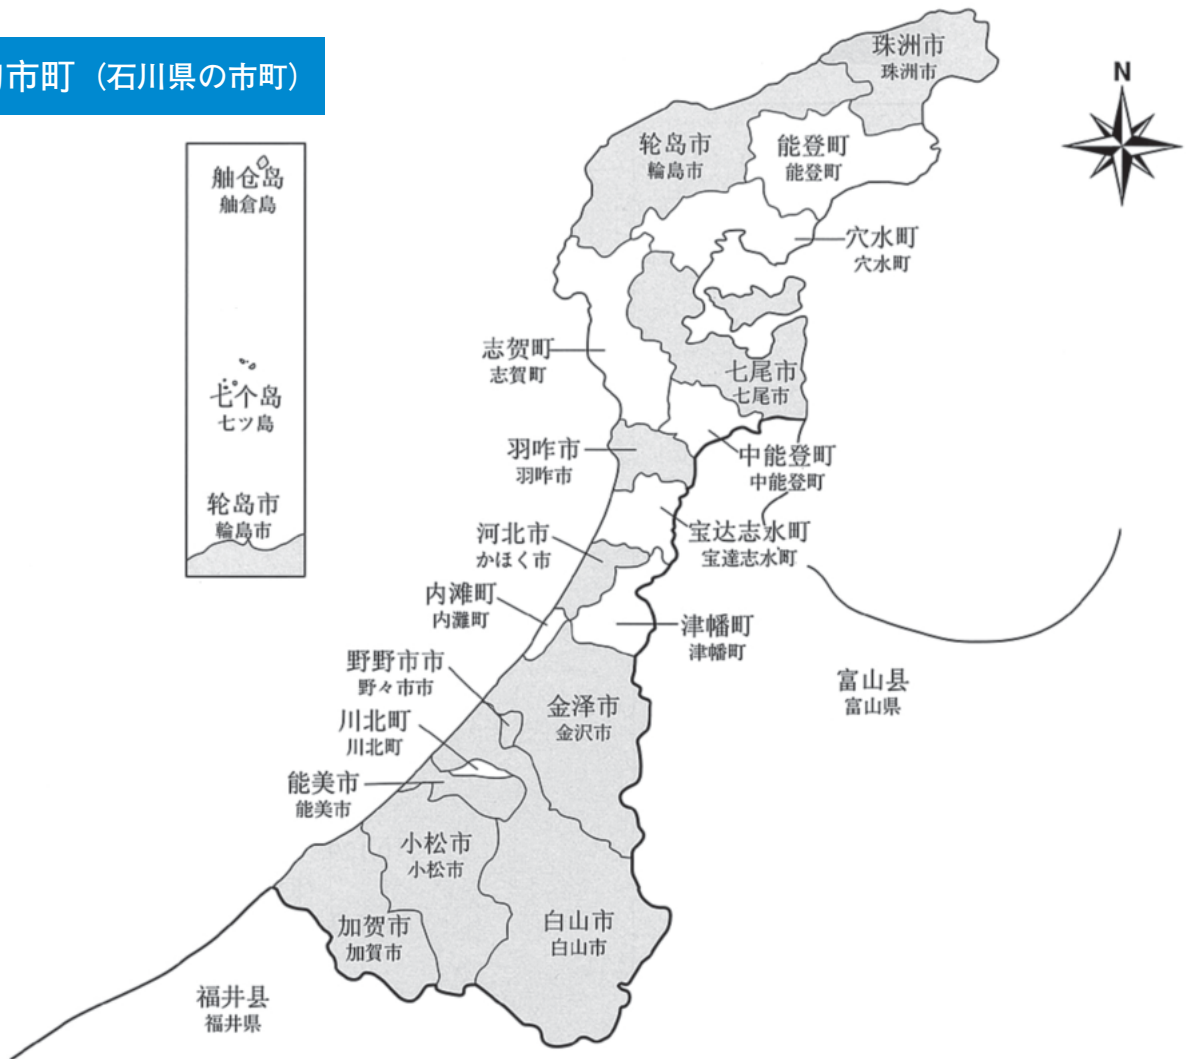 市町（石川県の市町）
N
珠洲市
珠洲市
轮岛市
輪島市
能登町
能登町
舳仓岛
舳倉島
穴水町
穴水町
志贺町
志賀町
七尾市
七尾市
七个岛
七ツ島
羽咋市
羽咋市
中能登町
中能登町
轮岛市
輪島市
河北市
かほく市
宝达志水町
宝達志水町
内滩町
内灘町
津幡町
津幡町
野野市市
野々市市
金泽市
金沢市
富山县
富山県
川北町
川北町
能美市
能美市
小松市
小松市
加贺市
加賀市
白山市
白山市
福井县
福井県